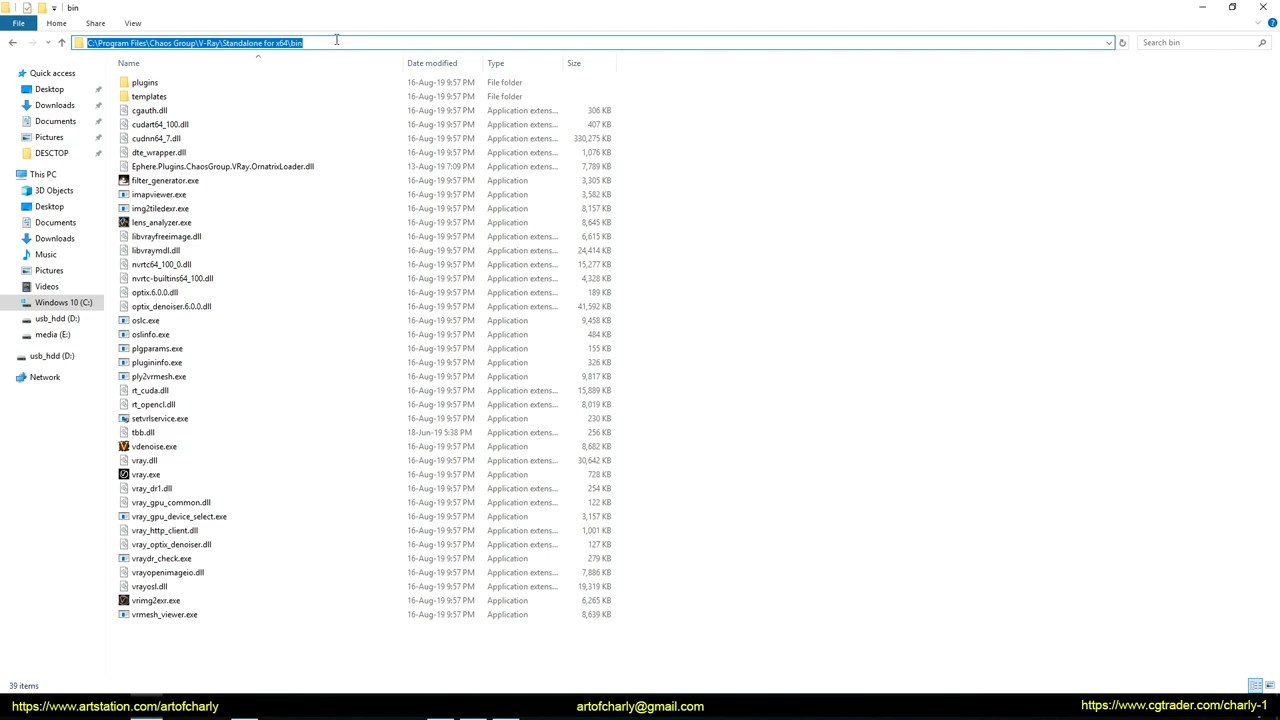 bin
File Home Share View
C:\Program Files\Chaos Group\V-Ray\Standalone for x64\bin
Search bin
Name Date modified Type Size
Quick access
Desktop
Downloads
Documents
Pictures
DESCTOP
This PC
3D Objects
Desktop
Documents
Downloads
Music
Pictures
Videos
Windows 10 (C:)
usb_hdd (D:)
media (E:)
usb_hdd (D:)
Network
plugins 16-Aug-19 9:57 PM File folder
templates 16-Aug-19 9:57 PM File folder
cgauth.dll 16-Aug-19 9:57 PM Application extens... 306 KB
cudart64_100.dll 16-Aug-19 9:57 PM Application extens... 407 KB
cudnn64_7.dll 16-Aug-19 9:57 PM Application extens... 330,275 KB
dte_wrapper.dll 16-Aug-19 9:57 PM Application extens... 1,076 KB
Ephere.Plugins.ChaosGroup.VRay.OrnatrixLoader.dll 13-Aug-19 7:09 PM Application extens... 7,789 KB
filter_generator.exe 16-Aug-19 9:57 PM Application 3,305 KB
imapviewer.exe 16-Aug-19 9:57 PM Application 3,582 KB
img2tiledexr.exe 16-Aug-19 9:57 PM Application 8,157 KB
lens_analyzer.exe 16-Aug-19 9:57 PM Application 8,645 KB
libvrayfreeimage.dll 16-Aug-19 9:57 PM Application extens... 6,615 KB
libvraymdl.dll 16-Aug-19 9:57 PM Application extens... 24,414 KB
nvrtc64_100_0.dll 16-Aug-19 9:57 PM Application extens... 15,277 KB
nvrtc-builtins64_100.dll 16-Aug-19 9:57 PM Application extens... 4,328 KB
optix.6.0.0.dll 16-Aug-19 9:57 PM Application extens... 189 KB
optix_denoiser.6.0.0.dll 16-Aug-19 9:57 PM Application extens... 41,592 KB
oslc.exe 16-Aug-19 9:57 PM Application 9,458 KB
oslinfo.exe 16-Aug-19 9:57 PM Application 484 KB
plgparams.exe 16-Aug-19 9:57 PM Application 155 KB
plugininfo.exe 16-Aug-19 9:57 PM Application 326 KB
ply2vrmesh.exe 16-Aug-19 9:57 PM Application 9,817 KB
rt_cuda.dll 16-Aug-19 9:57 PM Application extens... 15,889 KB
rt_opencl.dll 16-Aug-19 9:57 PM Application extens... 8,019 KB
setvrlservice.exe 16-Aug-19 9:57 PM Application 230 KB
tbb.dll 18-Jun-19 5:38 PM Application extens... 256 KB
vdenoise.exe 16-Aug-19 9:57 PM Application 8,682 KB
vray.dll 16-Aug-19 9:57 PM Application extens... 30,642 KB
vray.exe 16-Aug-19 9:57 PM Application 728 KB
vray_dr1.dll 16-Aug-19 9:57 PM Application extens... 254 KB
vray_gpu_common.dll 16-Aug-19 9:57 PM Application extens... 122 KB
vray_gpu_device_select.exe 16-Aug-19 9:57 PM Application 3,157 KB
vray_http_client.dll 16-Aug-19 9:57 PM Application extens... 1,001 KB
vray_optix_denoiser.dll 16-Aug-19 9:57 PM Application extens... 127 KB
vraydr_check.exe 16-Aug-19 9:57 PM Application 279 KB
vrayopenimageio.dll 16-Aug-19 9:57 PM Application extens... 7,886 KB
vrayosl.dll 16-Aug-19 9:57 PM Application extens... 19,319 KB
vrimg2exr.exe 16-Aug-19 9:57 PM Application 6,265 KB
vrmesh_viewer.exe 16-Aug-19 9:57 PM Application 8,639 KB
39 items
https://www.artstation.com/artofcharly artofcharly@gmail.com https://www.cgtrader.com/charly-1